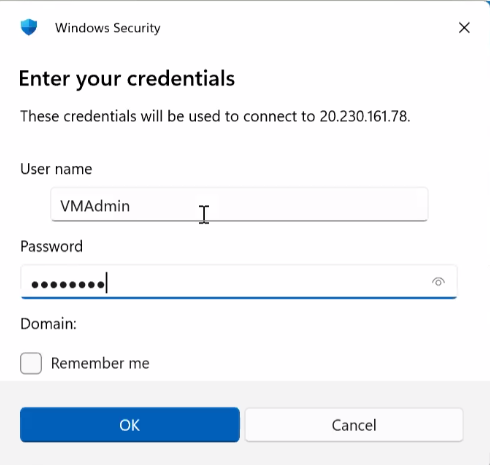 Windows Security
Enter your credentials
These credentials will be used to connect to 20.230.161.78.
User name
VMAdmin
Password
••••••••
Domain:
Remember me
OK
Cancel